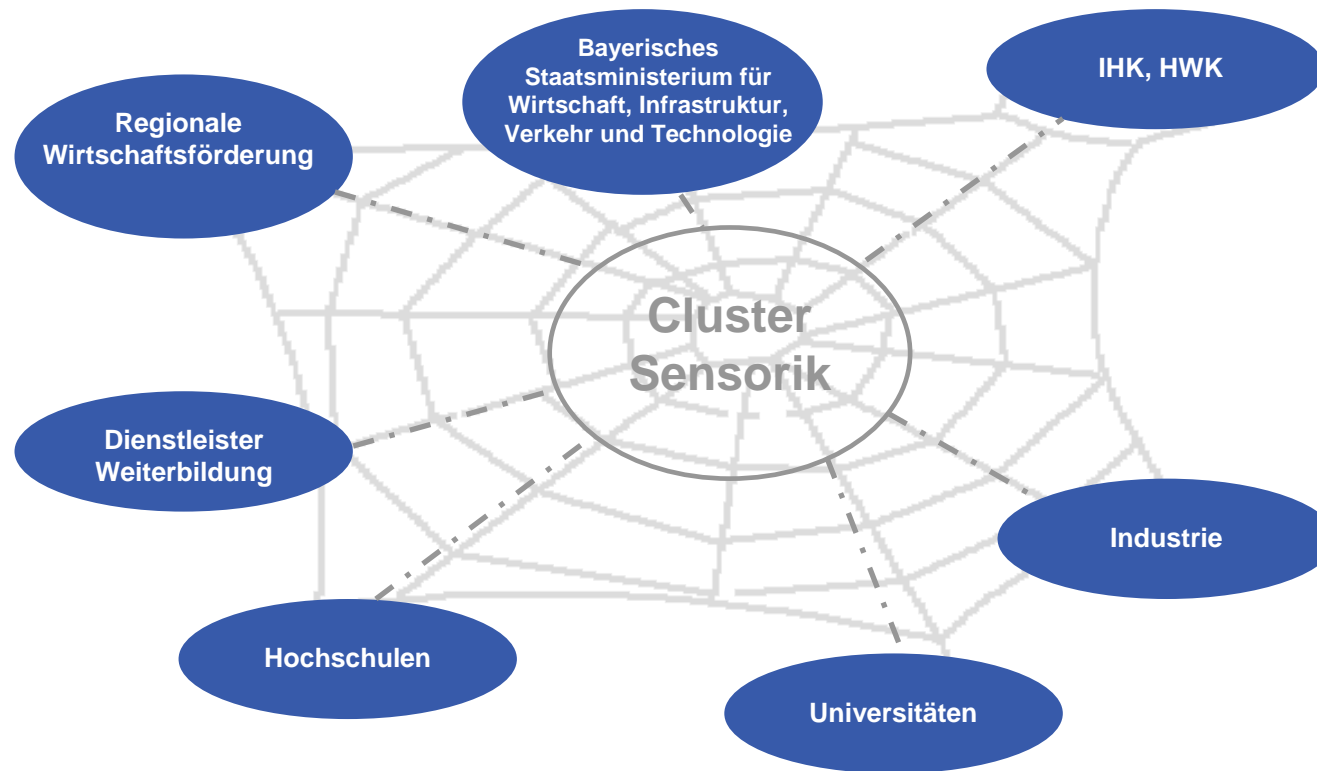 Bayerisches
Staatsministerium für
Wirtschaft, Infrastruktur,
Verkehr und Technologie
IHK, HWK
Regionale
Wirtschaftsförderung
Cluster
Sensorik
Dienstleister
Weiterbildung
Industrie
Hochschulen
Universitäten